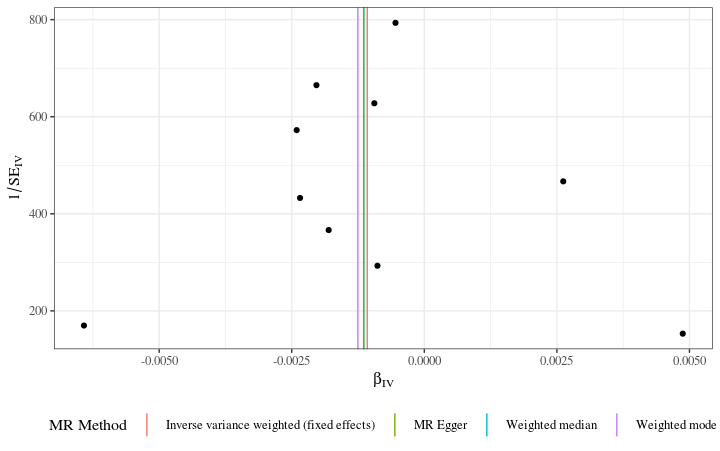 800
600
400
200
1/SE_IV
-0.0050 -0.0025 0.0000 0.0025 0.0050
β_IV
MR Method Inverse variance weighted (fixed effects) MR Egger Weighted median Weighted mode